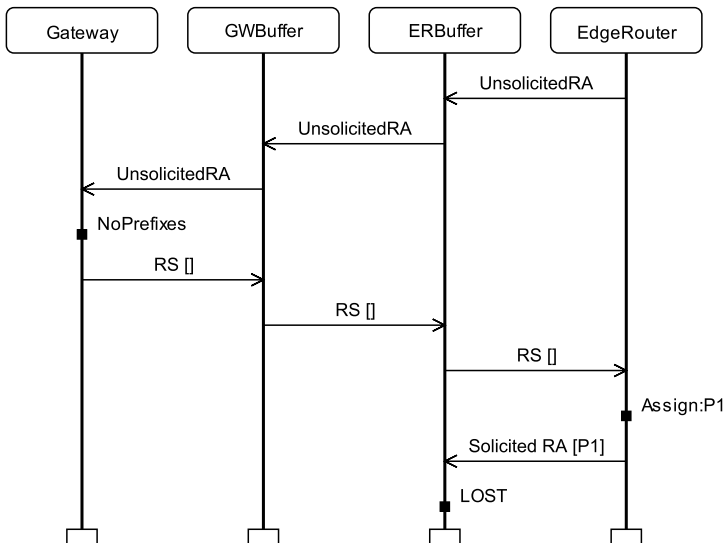 Gateway
GWBuffer
ERBuffer
EdgeRouter
UnsolicitedRA
UnsolicitedRA
UnsolicitedRA
NoPrefixes
RS []
RS []
RS []
Assign:P1
Solicited RA [P1]
LOST